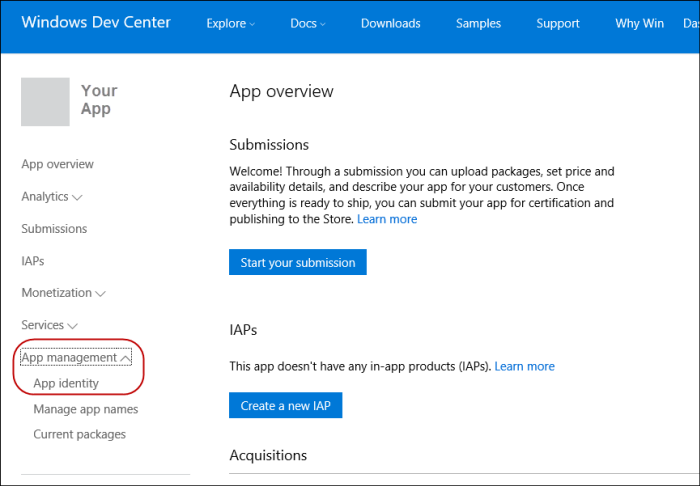 Windows Dev Center
Explore
Docs
Downloads
Samples
Support
Why Win
Das
Your
App
App overview
Analytics
Submissions
IAPs
Monetization
Services
App management
App identity
Manage app names
Current packages
App overview
Submissions
Welcome! Through a submission you can upload packages, set price and
availability details, and describe your app for your customers. Once
everything is ready to ship, you can submit your app for certification and
publishing to the Store. Learn more
Start your submission
IAPs
This app doesn't have any in-app products (IAPs). Learn more
Create a new IAP
Acquisitions